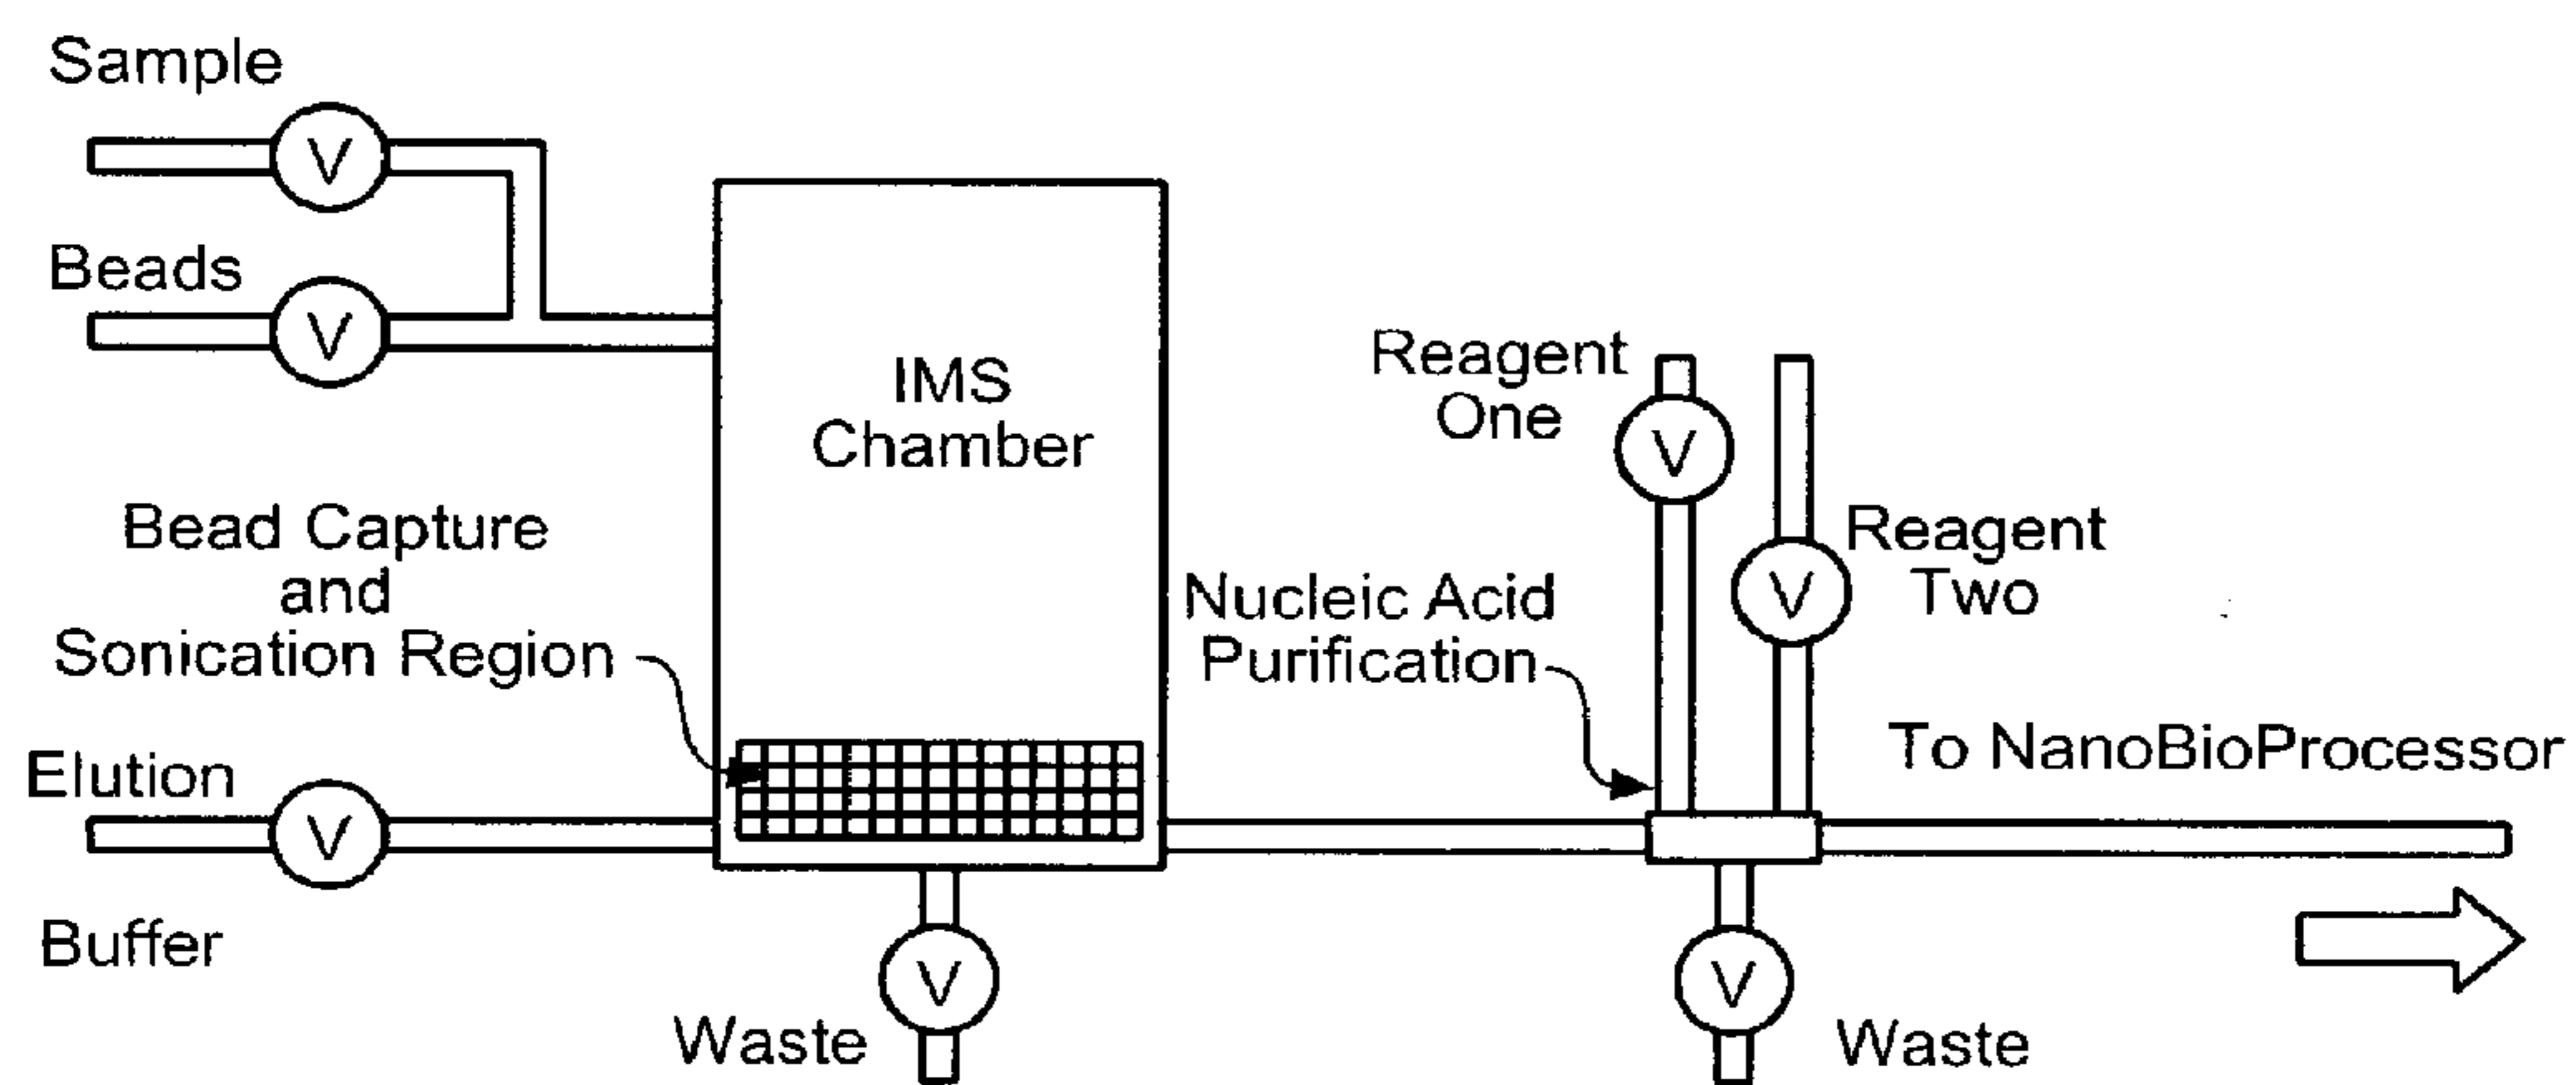 Sample
V
Beads
V
IMS
Chamber
Bead Capture
and
Sonication Region
Elution
V
Buffer
V
Waste
Reagent
One
V
Reagent
Two
V
Nucleic Acid
Purification
To NanoBioProcessor
V
Waste